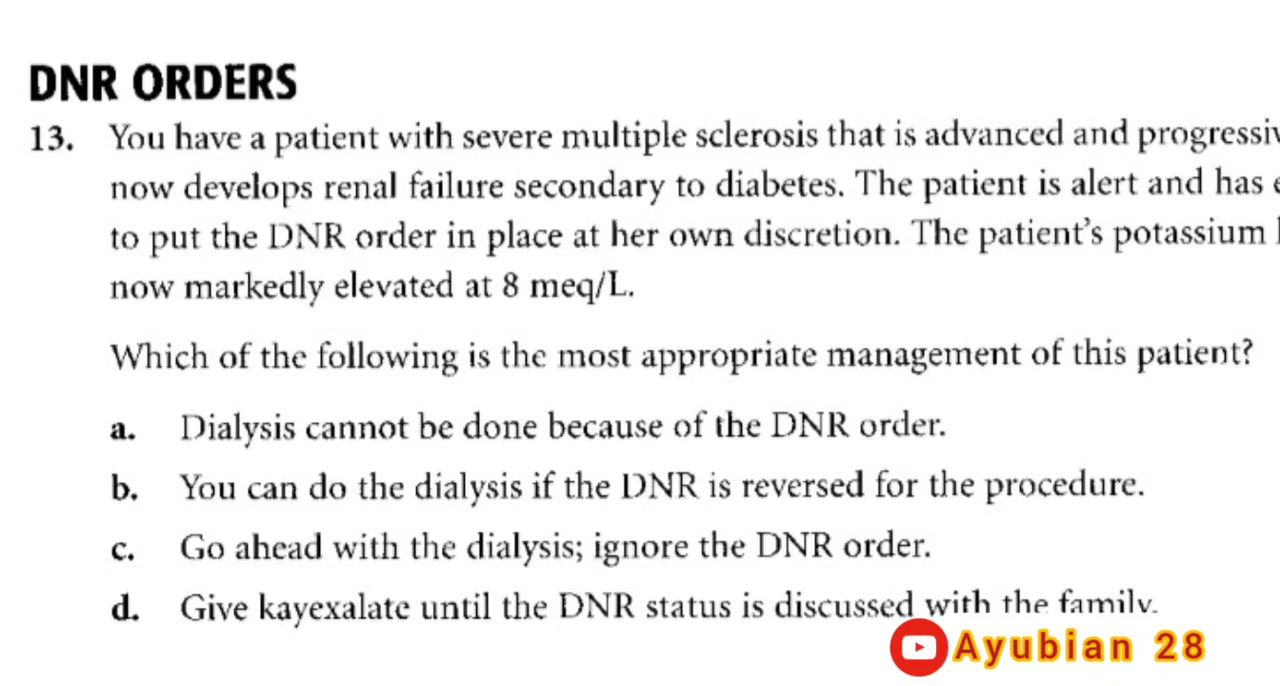 DNR ORDERS
13. You have a patient with severe multiple sclerosis that is advanced and progressiv
now develops renal failure secondary to diabetes. The patient is alert and has
to put the DNR order in place at her own discretion. The patient's potassium
now markedly elevated at 8 meq/L.
Which of the following is the most appropriate management of this patient?
a. Dialysis cannot be done because of the DNR order.
b. You can do the dialysis if the DNR is reversed for the procedure.
c. Go ahead with the dialysis; ignore the DNR order.
d. Give kayexalate until the DNR status is discussed with the family.
Ayubian 28